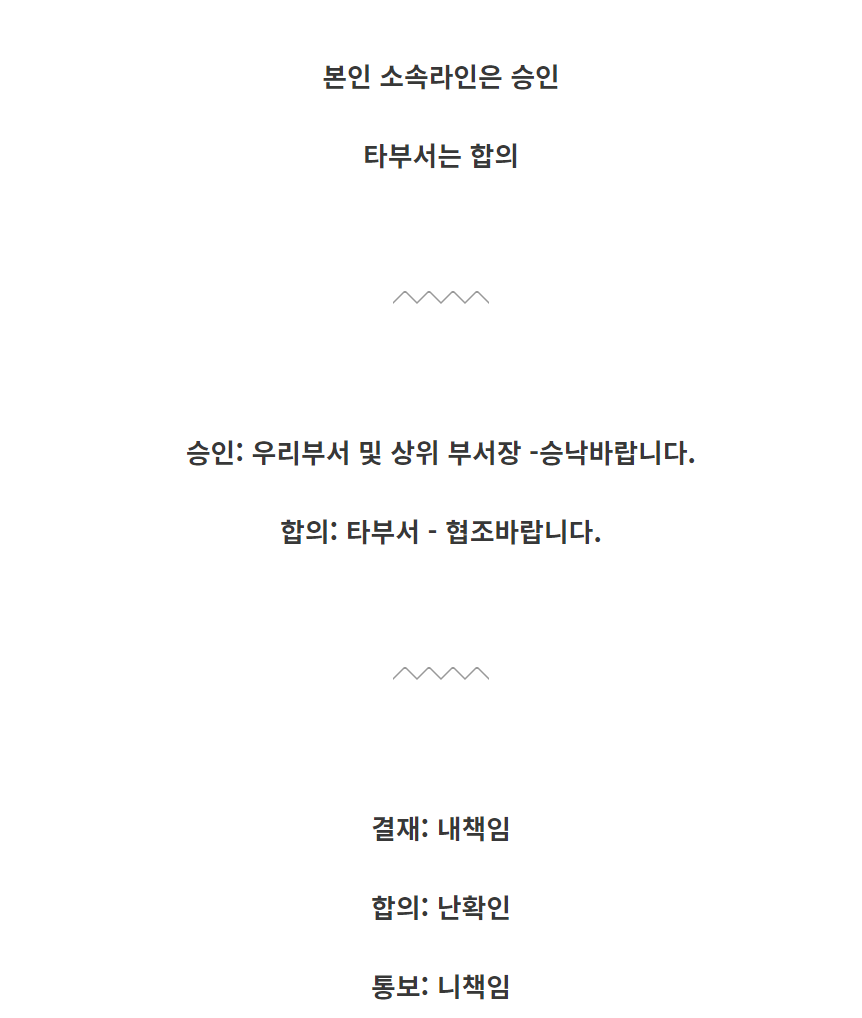 본인 소속라인은 승인
타부서는 합의
승인: 우리부서 및 상위 부서장 -승낙바랍니다.
합의: 타부서 - 협조바랍니다.
결재: 내책임
합의: 난확인
통보: 니책임